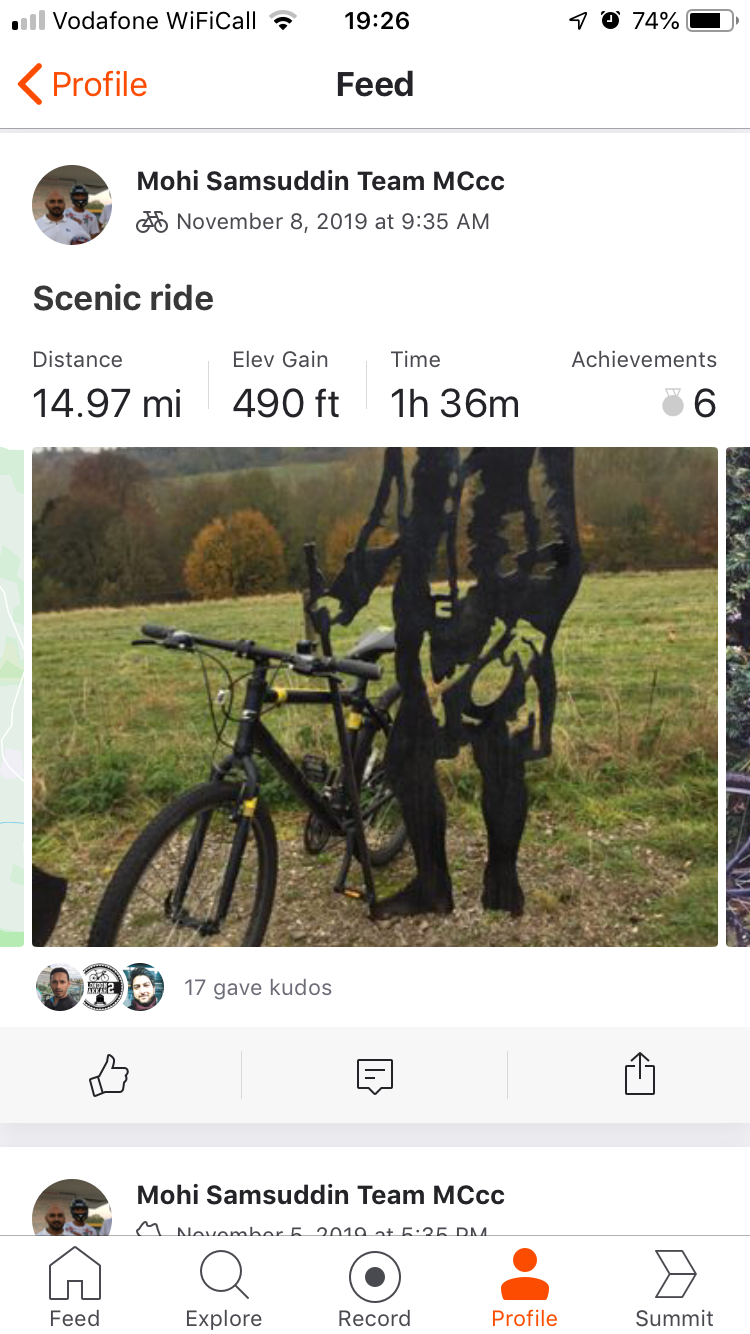 Vodafone WiFiCall 19:26 74%
Profile Feed
Mohi Samsuddin Team MCcc
November 8, 2019 at 9:35 AM
Scenic ride
Distance Elev Gain Time Achievements
14.97 mi 490 ft 1h 36m 6
17 gave kudos
Mohi Samsuddin Team MCcc
November 5, 2019 at 5:35 PM
Feed Explore Record Profile Summit